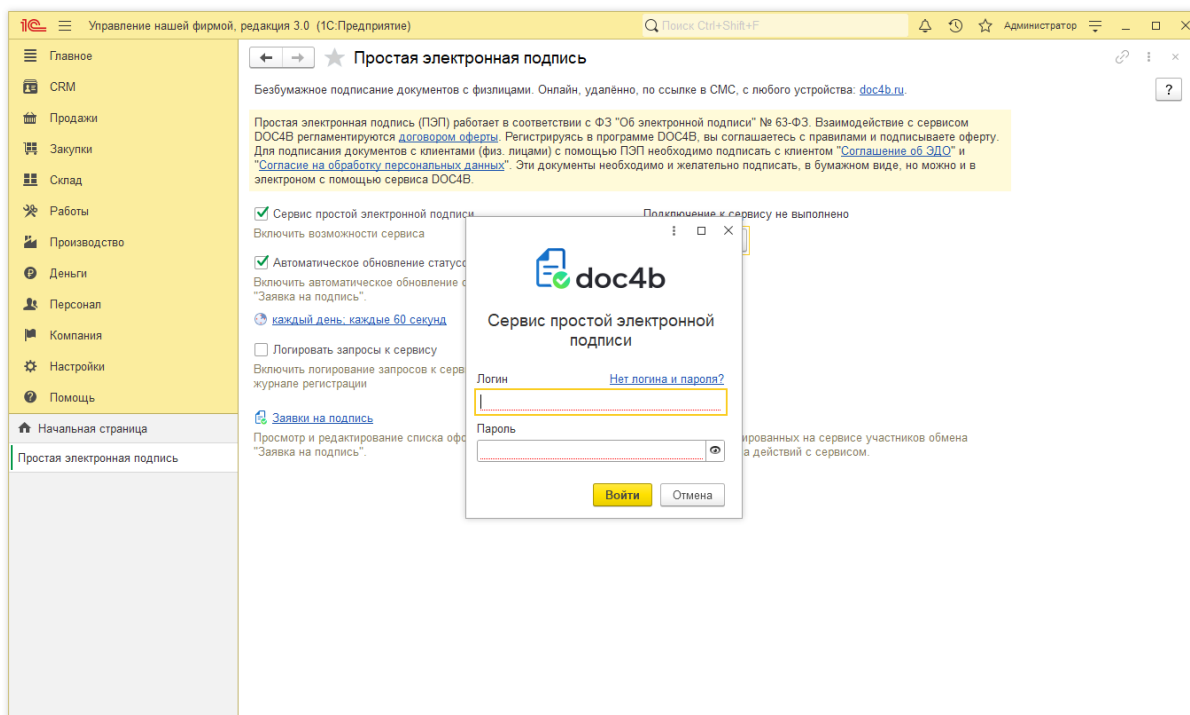 1С Управление нашей фирмой, редакция 3.0 (1С:Предприятие)
Поиск Ctrl+Shift+F
Администратор
Главное
CRM
Продажи
Закупки
Склад
Работы
Производство
Деньги
Персонал
Компания
Настройки
Помощь
Начальная страница
Простая электронная подпись
Простая электронная подпись
Безбумажное подписание документов с физлицами. Онлайн, удалённо, по ссылке в СМС, с любого устройства: doc4b.ru.
?
Простая электронная подпись (ПЭП) работает в соответствии с ФЗ "Об электронной подписи" № 63-ФЗ. Взаимодействие с сервисом
DOC4B регламентируются договором оферты. Регистрируясь в программе DOC4B, вы соглашаетесь с правилами и подписываете оферту.
Для подписания документов с клиентами (физ. лицами) с помощью ПЭП необходимо подписать с клиентом "Соглашение об ЭДО" и
"Согласие на обработку персональных данных". Эти документы необходимо и желательно подписать, в бумажном виде, но можно и в
электроном с помощью сервиса DOC4B.
Сервис простой электронной подписи
Подключение к сервису не выполнено
Включить возможности сервиса
Автоматическое обновление
Включить автоматическое обновление
"Заявка на подпись".
каждый день; каждые 60 секунд
Логировать запросы к сервису
Включить логирование запросов к
журнале регистрации
Заявки на подпись
Просмотр и редактирование списка
"Заявка на подпись".
на сервисе участников обмена
действий с сервисом.
doc4b
Сервис простой электронной
подписи
Логин
Нет логина и пароля?
Пароль
Войти
Отмена